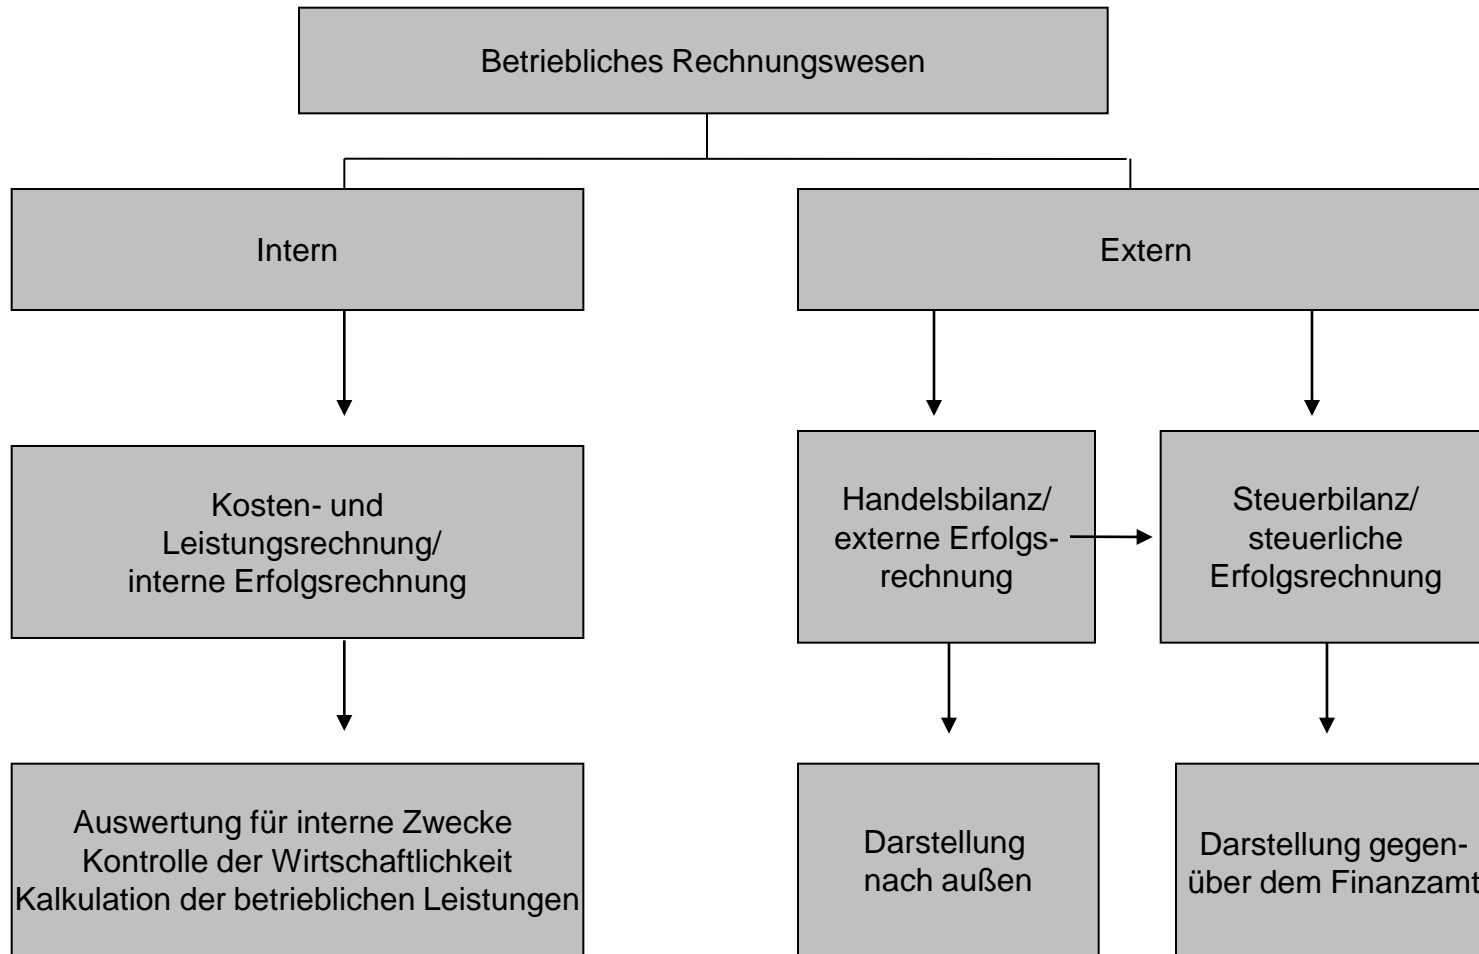 Betriebliches Rechnungswesen
Intern
Extern
Kosten- und
Leistungsrechnung/
interne Erfolgsrechnung
Handelsbilanz/
externe Erfolgs-
rechnung
Steuerbilanz/
steuerliche
Erfolgsrechnung
Auswertung für interne Zwecke
Kontrolle der Wirtschaftlichkeit
Kalkulation der betrieblichen Leistungen
Darstellung
nach außen
Darstellung gegen-
über dem Finanzamt